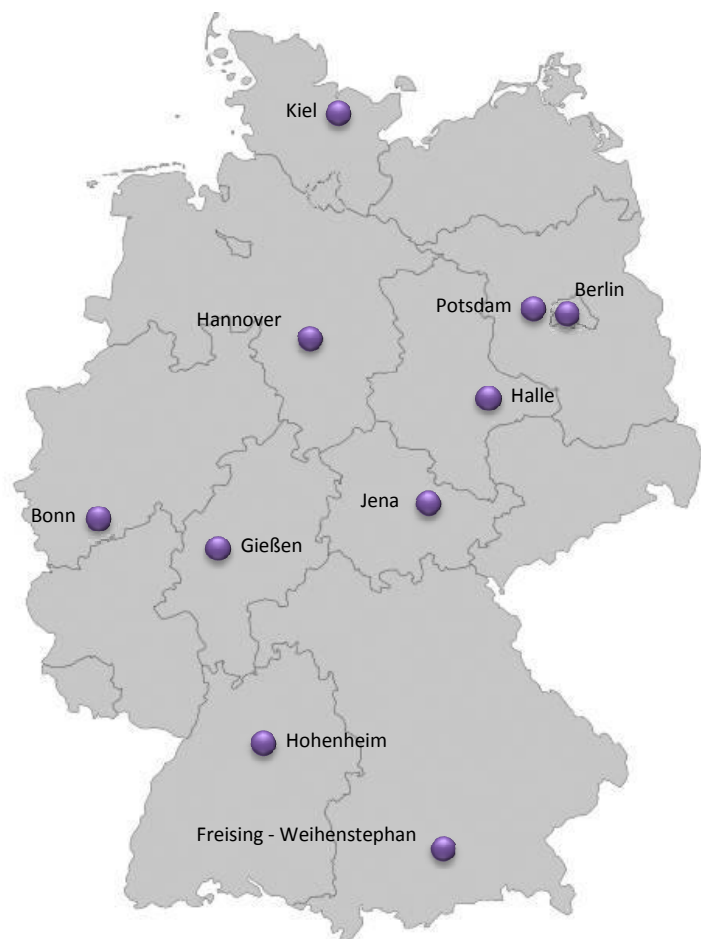 Kiel
Berlin
Potsdam
Hannover
Halle
Jena
Bonn
Gießen
Hohenheim
Freising - Weihenstephan